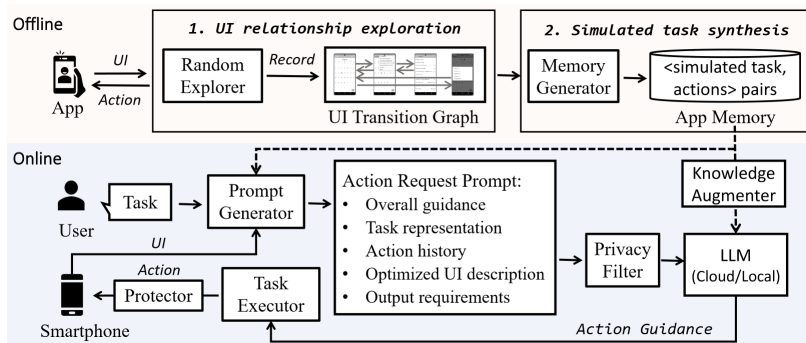 Offline
1. UI relationship exploration
2. Simulated task synthesis
App
UI
Action
Random
Explorer
Record
UI Transition Graph
Memory
Generator
<simulated task,
actions> pairs
App Memory
Online
User
Task
Prompt
Generator
Action Request Prompt:
• Overall guidance
• Task representation
• Action history
• Optimized UI description
• Output requirements
Privacy
Filter
Knowledge
Augmenter
LLM
(Cloud/Local)
UI
Smartphone
Action
Protector
Task
Executor
Action Guidance